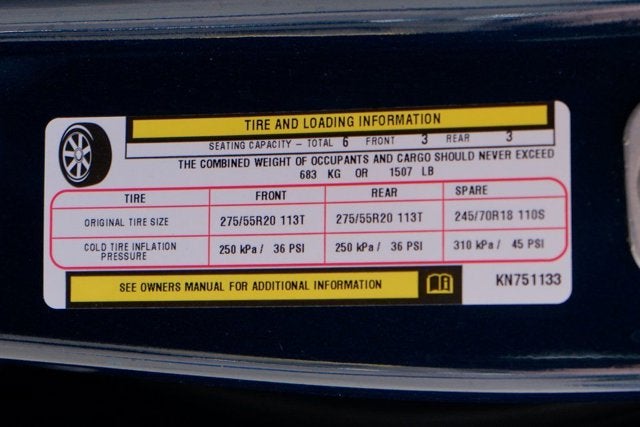 TIRE AND LOADING INFORMATION
SEATING CAPACITY – TOTAL 6 FRONT 3 REAR 3
THE COMBINED WEIGHT OF OCCUPANTS AND CARGO SHOULD NEVER EXCEED
683 KG OR 1507 LB
TIRE FRONT REAR SPARE
ORIGINAL TIRE SIZE 275/55R20 113T 275/55R20 113T 245/70R18 110S
COLD TIRE INFLATION
PRESSURE 250 kPa / 36 PSI 250 kPa / 36 PSI 310 kPa / 45 PSI
SEE OWNERS MANUAL FOR ADDITIONAL INFORMATION
KN751133